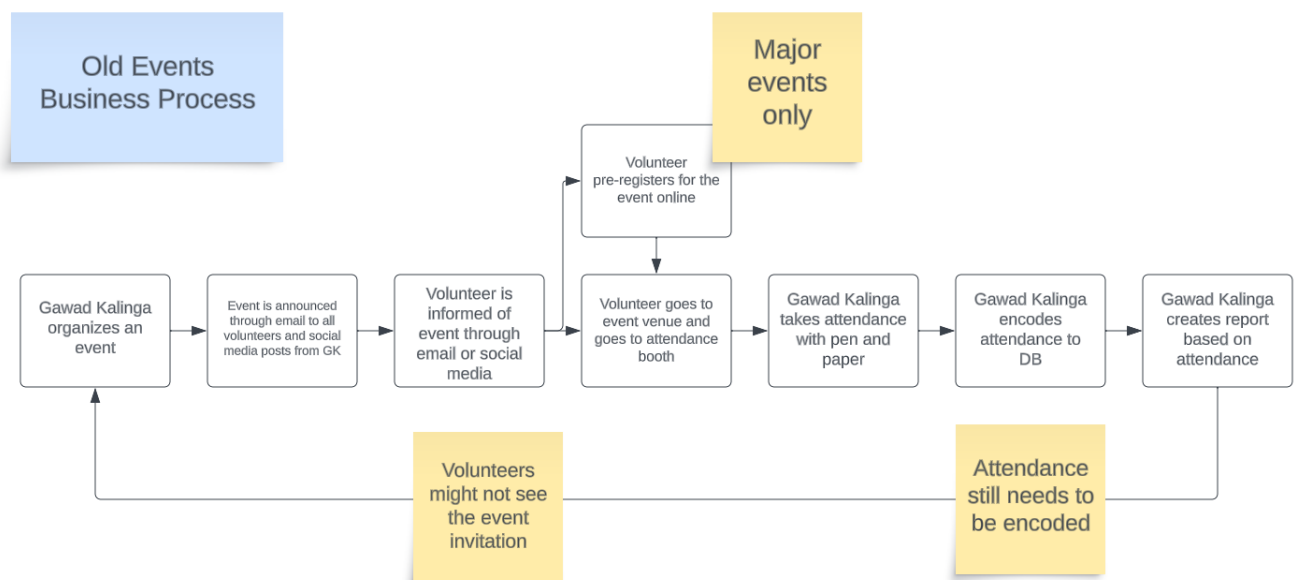 Old Events
Business Process
Major
events
only
Volunteer
pre-registers for the
event online
Gawad Kalinga
organizes an
event
Event is announced
through email to all
volunteers and social
media posts from GK
Volunteer is
informed of
event through
email or social
media
Volunteer goes to
event venue and
goes to attendance
booth
Gawad Kalinga
takes attendance
with pen and
paper
Gawad Kalinga
encodes
attendance to
DB
Gawad Kalinga
creates report
based on
attendance
Volunteers
might not see
the event
invitation
Attendance
still needs to
be encoded